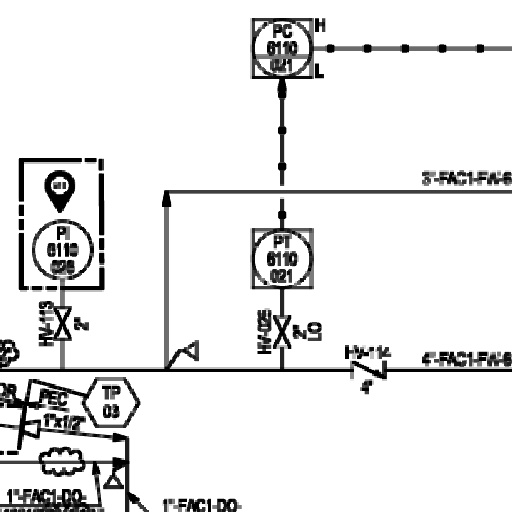 PC
6110
021
H
L
3"-FAC1-FW-6
PI
6110
026
PT
6110
021
HV-113
2"
HV-025
2"
LO
HV-114
4"
4"-FAC1-FW-6
OR
PEC
TP
03
1"x1/2"
1"-FAC1-DO-
1"-FAC1-DO-